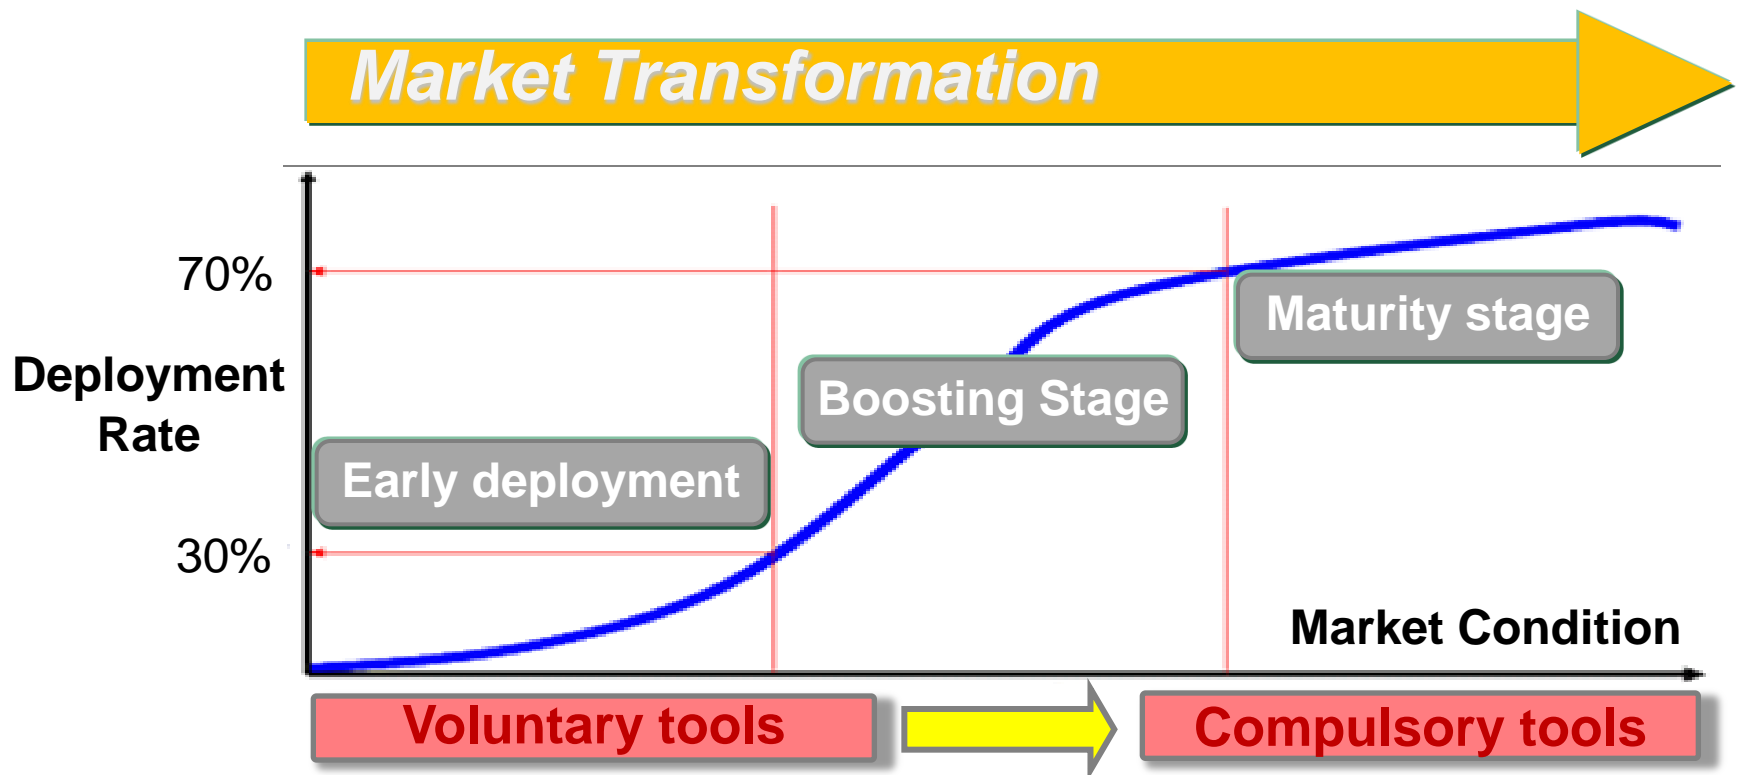 Market Transformation
70%
Maturity stage
Deployment
Rate
Boosting Stage
Early deployment
30%
Market Condition
Voluntary tools
Compulsory tools